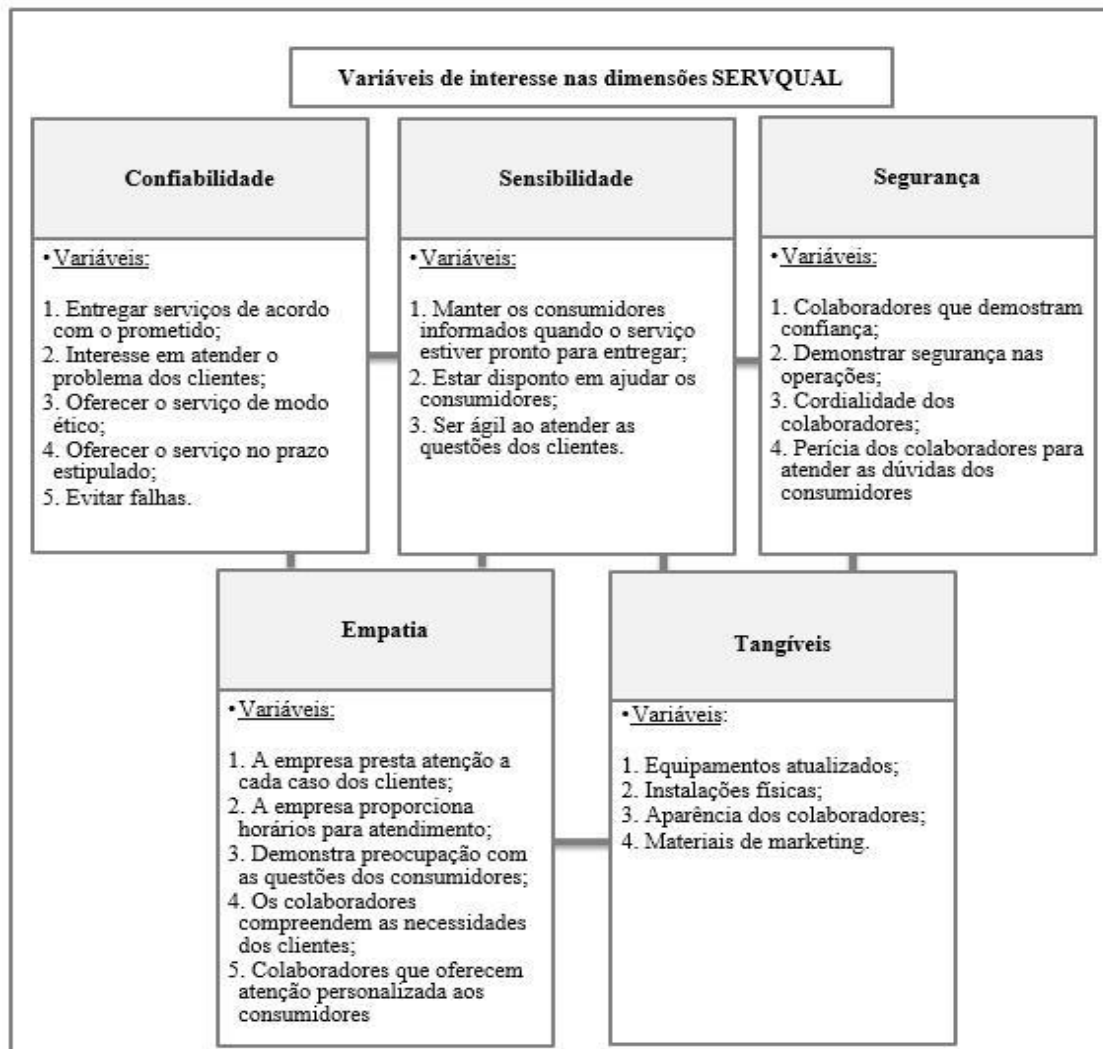 Variáveis de interesse nas dimensões SERVQUAL
Confiabilidade
• Variáveis:
1. Entregar serviços de acordo
com o prometido;
2. Interesse em atender o
problema dos clientes;
3. Oferecer o serviço de modo
ético;
4. Oferecer o serviço no prazo
estipulado;
5. Evitar falhas.
Sensibilidade
• Variáveis:
1. Manter os consumidores
informados quando o serviço
estiver pronto para entregar;
2. Estar disponto em ajudar os
consumidores;
3. Ser ágil ao atender as
questões dos clientes.
Segurança
• Variáveis:
1. Colaboradores que demostram
confiança;
2. Demonstrar segurança nas
operações;
3. Cordialidade dos
colaboradores;
4. Perícia dos colaboradores para
atender as dúvidas dos
consumidores
Empatia
• Variáveis:
1. A empresa presta atenção a
cada caso dos clientes;
2. A empresa proporciona
horários para atendimento;
3. Demonstra preocupação com
as questões dos consumidores;
4. Os colaboradores
compreendem as necessidades
dos clientes;
5. Colaboradores que oferecem
atenção personalizada aos
consumidores
Tangíveis
• Variáveis:
1. Equipamentos atualizados;
2. Instalações físicas;
3. Aparência dos colaboradores;
4. Materiais de marketing.